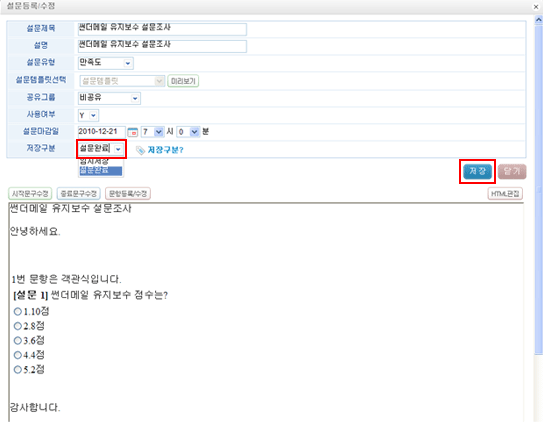 설문등록/수정
설문제목 썬더메일 유지보수 설문조사
설명 썬더메일 유지보수 설문조사
설문유형 만족도
설문템플릿선택 설문템플릿 미리보기
공유그룹 비공유
사용여부 Y
설문마감일 2010-12-21 7 시 0 분
저장구분 설문완료 저장구분?
임시저장
설문완료
저장 닫기
시작문구수정 종료문구수정 문항등록/수정 HTML편집
썬더메일 유지보수 설문조사
안녕하세요.
1번 문항은 객관식입니다.
[설문 1] 썬더메일 유지보수 점수는?
1.10점
2.8점
3.6점
4.4점
5.2점
감사합니다.